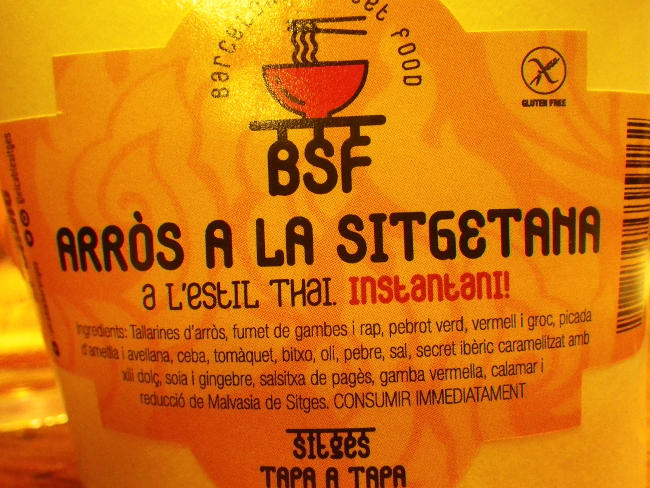 Barcelona Street Food
GLUTEN FREE
BSF
ARRÒS A LA SITGETANA
a L'estil THai. Instantani!
Ingredients: Tallarines d'arròs, fumet de gambes i rap, pebrot verd, vermell i groc, picada
d'ametlla i avellana, ceba, tomàquet, bitxo, oli, pebre, sal, secret ibèric caramelitzat amb
xili dolç, soia i gingebre, salsitxa de pagès, gamba vermella, calamar i
reducció de Malvasia de Sitges. CONSUMIR IMMEDIATAMENT
sitges
TAPA A TAPA